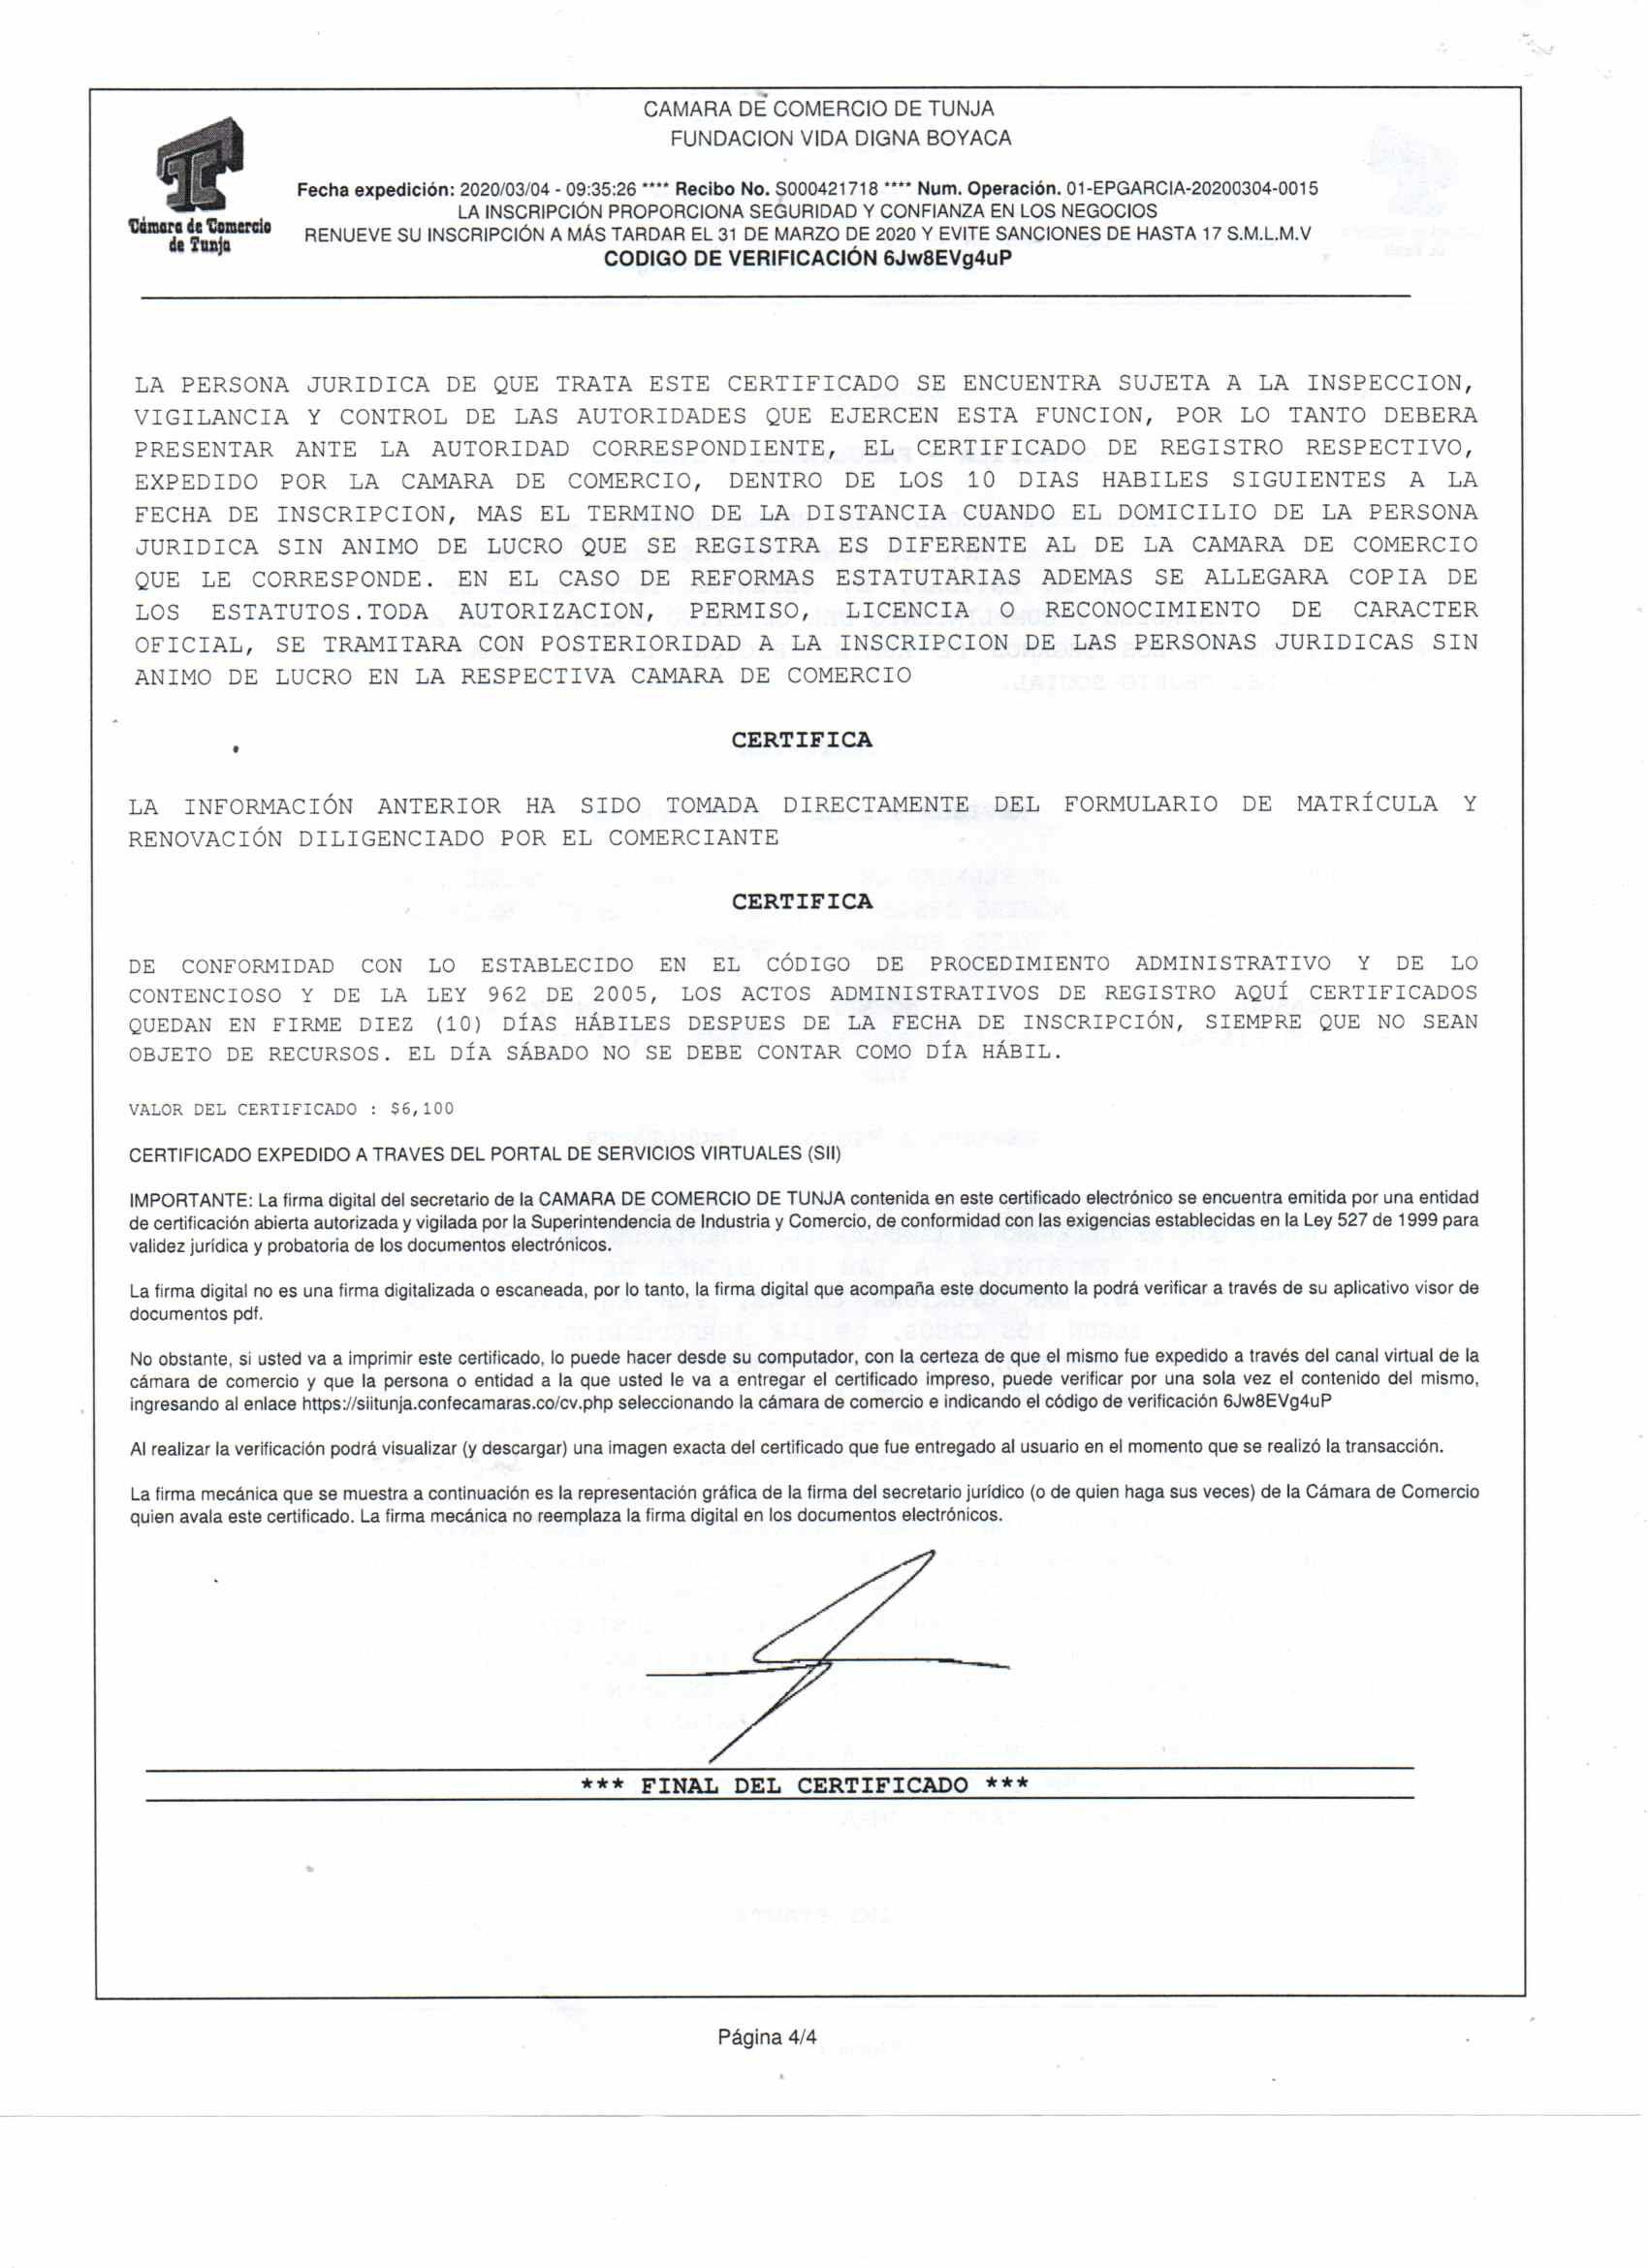 CAMARA DE COMERCIO DE TUNJA
FUNDACION VIDA DIGNA BOYACA
Cámara de Comercio
de Tunja
Fecha expedición: 2020/03/04 - 09:35:26 **** Recibo No. S000421718 **** Num. Operación. 01-EPGARCIA-20200304-0015
LA INSCRIPCIÓN PROPORCIONA SEGURIDAD Y CONFIANZA EN LOS NEGOCIOS
RENUEVE SU INSCRIPCIÓN A MÁS TARDAR EL 31 DE MARZO DE 2020 Y EVITE SANCIONES DE HASTA 17 S.M.L.M.V
CODIGO DE VERIFICACIÓN 6Jw8EVg4uP
LA PERSONA JURIDICA DE QUE TRATA ESTE CERTIFICADO SE ENCUENTRA SUJETA A LA INSPECCION,
VIGILANCIA Y CONTROL DE LAS AUTORIDADES QUE EJERCEN ESTA FUNCION, POR LO TANTO DEBERA
PRESENTAR ANTE LA AUTORIDAD CORRESPONDIENTE, EL CERTIFICADO DE REGISTRO RESPECTIVO,
EXPEDIDO POR LA CAMARA DE COMERCIO, DENTRO DE LOS 10 DIAS HABILES SIGUIENTES A LA
FECHA DE INSCRIPCION, MAS EL TERMINO DE LA DISTANCIA CUANDO EL DOMICILIO DE LA PERSONA
JURIDICA SIN ANIMO DE LUCRO QUE SE REGISTRA ES DIFERENTE AL DE LA CAMARA DE COMERCIO
QUE LE CORRESPONDE. EN EL CASO DE REFORMAS ESTATUTARIAS ADEMAS SE ALLEGARA COPIA DE
LOS ESTATUTOS.TODA AUTORIZACION, PERMISO, LICENCIA O RECONOCIMIENTO DE CARACTER
OFICIAL, SE TRAMITARA CON POSTERIORIDAD A LA INSCRIPCION DE LAS PERSONAS JURIDICAS SIN
ANIMO DE LUCRO EN LA RESPECTIVA CAMARA DE COMERCIO
CERTIFICA
LA INFORMACIÓN ANTERIOR HA SIDO TOMADA DIRECTAMENTE DEL FORMULARIO DE MATRÍCULA Y
RENOVACIÓN DILIGENCIADO POR EL COMERCIANTE
CERTIFICA
DE CONFORMIDAD CON LO ESTABLECIDO EN EL CÓDIGO DE PROCEDIMIENTO ADMINISTRATIVO Y DE LO
CONTENCIOSO Y DE LA LEY 962 DE 2005, LOS ACTOS ADMINISTRATIVOS DE REGISTRO AQUÍ CERTIFICADOS
QUEDAN EN FIRME DIEZ (10) DÍAS HÁBILES DESPUES DE LA FECHA DE INSCRIPCIÓN, SIEMPRE QUE NO SEAN
OBJETO DE RECURSOS. EL DÍA SÁBADO NO SE DEBE CONTAR COMO DÍA HÁBIL.
VALOR DEL CERTIFICADO : $6,100
CERTIFICADO EXPEDIDO A TRAVES DEL PORTAL DE SERVICIOS VIRTUALES (SII)
IMPORTANTE: La firma digital del secretario de la CAMARA DE COMERCIO DE TUNJA contenida en este certificado electrónico se encuentra emitida por una entidad
de certificación abierta autorizada y vigilada por la Superintendencia de Industria y Comercio, de conformidad con las exigencias establecidas en la Ley 527 de 1999 para
validez jurídica y probatoria de los documentos electrónicos.
La firma digital no es una firma digitalizada o escaneada, por lo tanto, la firma digital que acompaña este documento la podrá verificar a través de su aplicativo visor de
documentos pdf.
No obstante, si usted va a imprimir este certificado, lo puede hacer desde su computador, con la certeza de que el mismo fue expedido a través del canal virtual de la
cámara de comercio y que la persona o entidad a la que usted le va a entregar el certificado impreso, puede verificar por una sola vez el contenido del mismo,
ingresando al enlace https://siitunja.confecamaras.co/cv.php seleccionando la cámara de comercio e indicando el código de verificación 6Jw8EVg4uP
Al realizar la verificación podrá visualizar (y descargar) una imagen exacta del certificado que fue entregado al usuario en el momento que se realizó la transacción.
La firma mecánica que se muestra a continuación es la representación gráfica de la firma del secretario jurídico (o de quien haga sus veces) de la Cámara de Comercio
quien avala este certificado. La firma mecánica no reemplaza la firma digital en los documentos electrónicos.
*** FINAL DEL CERTIFICADO ***
Página 4/4